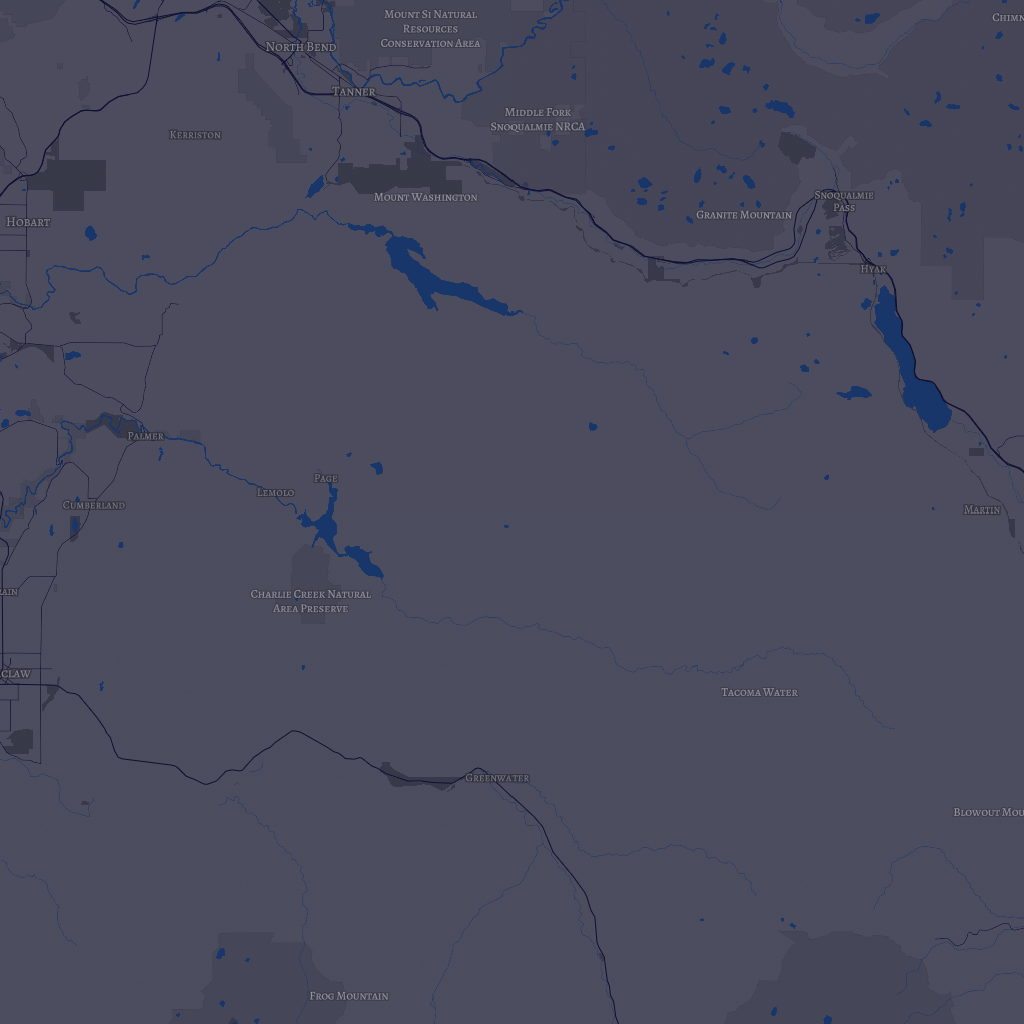 Mount Si Natural
Resources
Conservation Area
North Bend
Tanner
Middle Fork
Snoqualmie NRCA
Kerriston
Mount Washington
Hobart
Snoqualmie
Pass
Granite Mountain
Hyak
Palmer
Page
Lemolo
Cumberland
Martin
Charlie Creek Natural
Area Preserve
Tacoma Water
Greenwater
Blowout Mou
Frog Mountain
Chimn
rain
claw